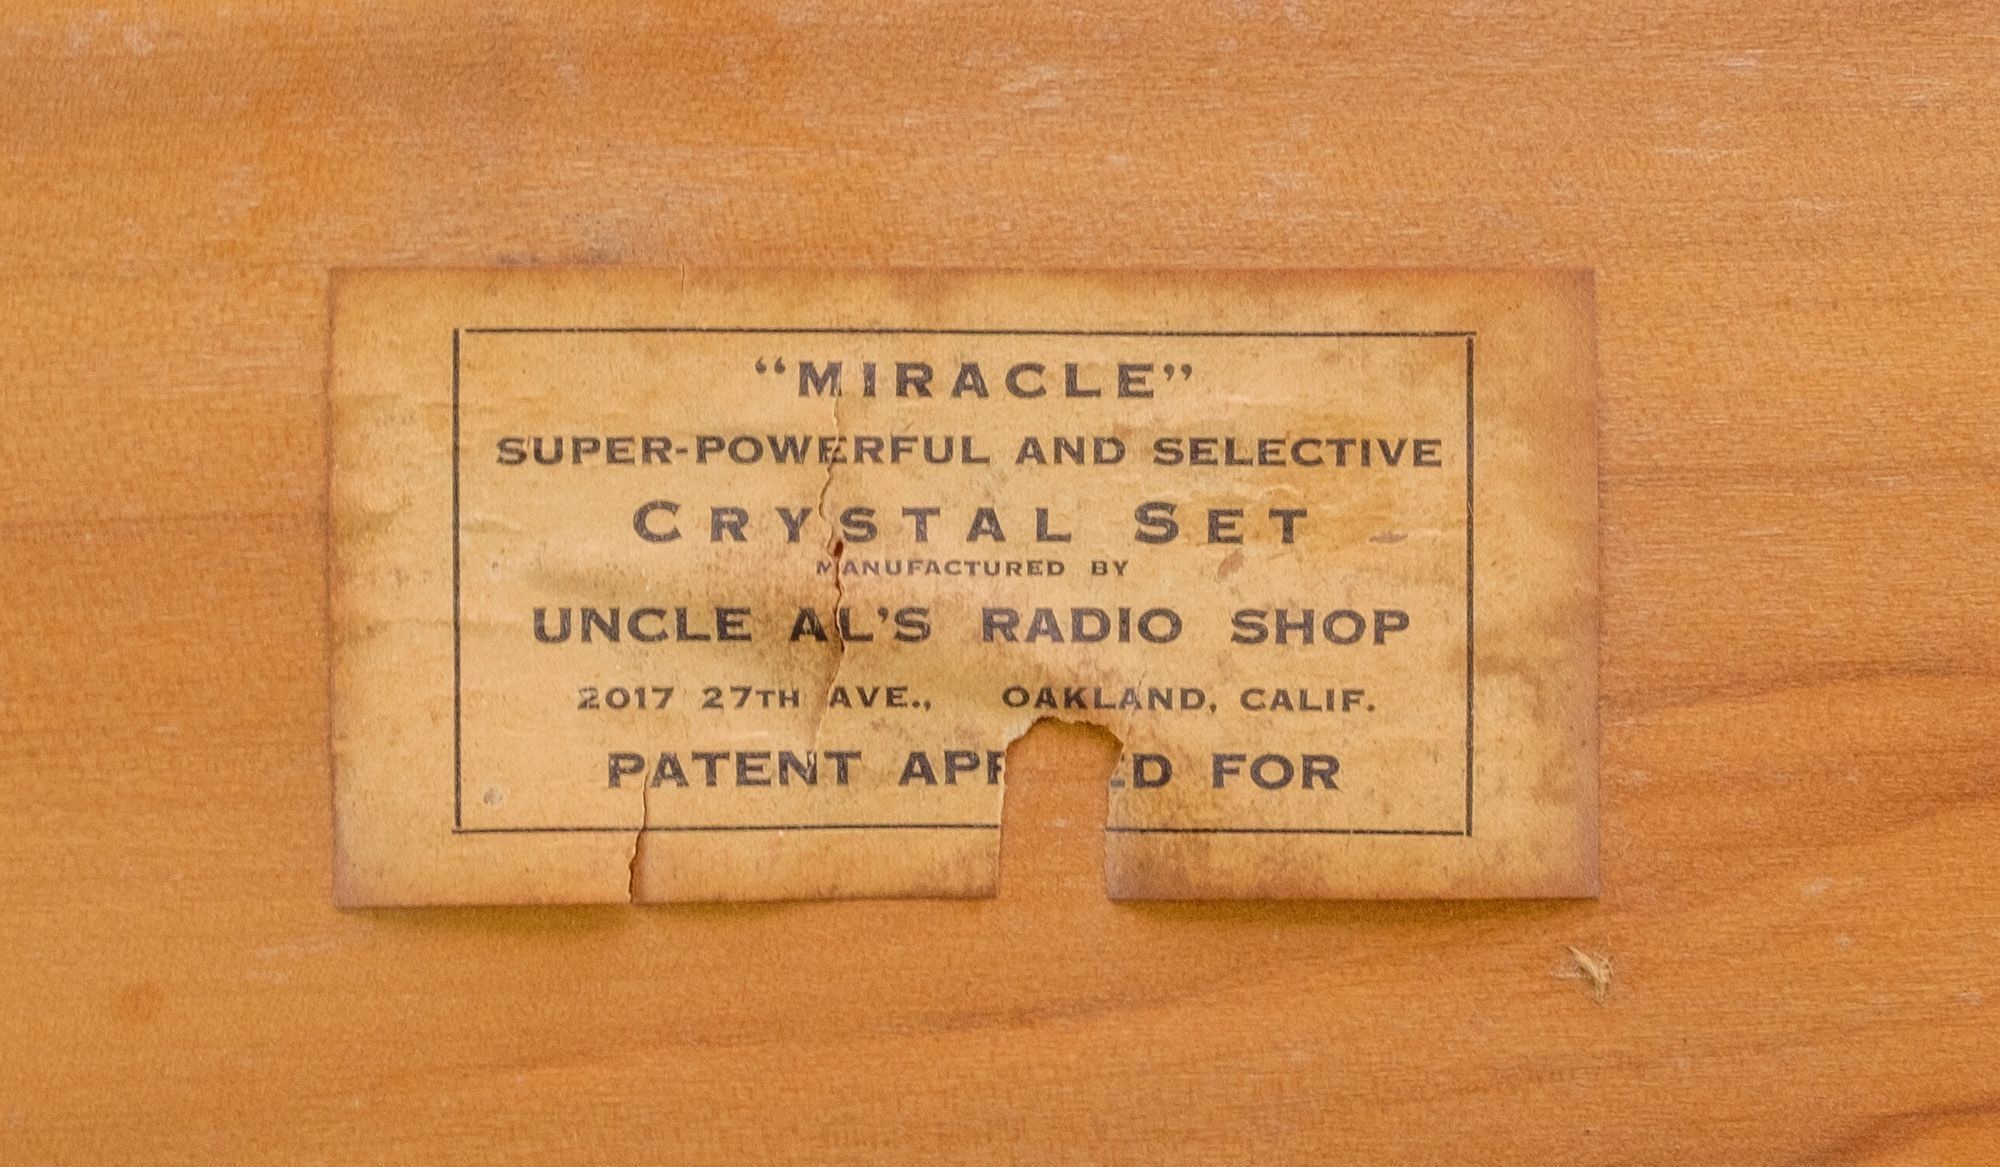 “MIRACLE”
SUPER-POWERFUL AND SELECTIVE
CRYSTAL SET
MANUFACTURED BY
UNCLE AL’S RADIO SHOP
2017 27TH AVE., OAKLAND, CALIF.
PATENT FOR